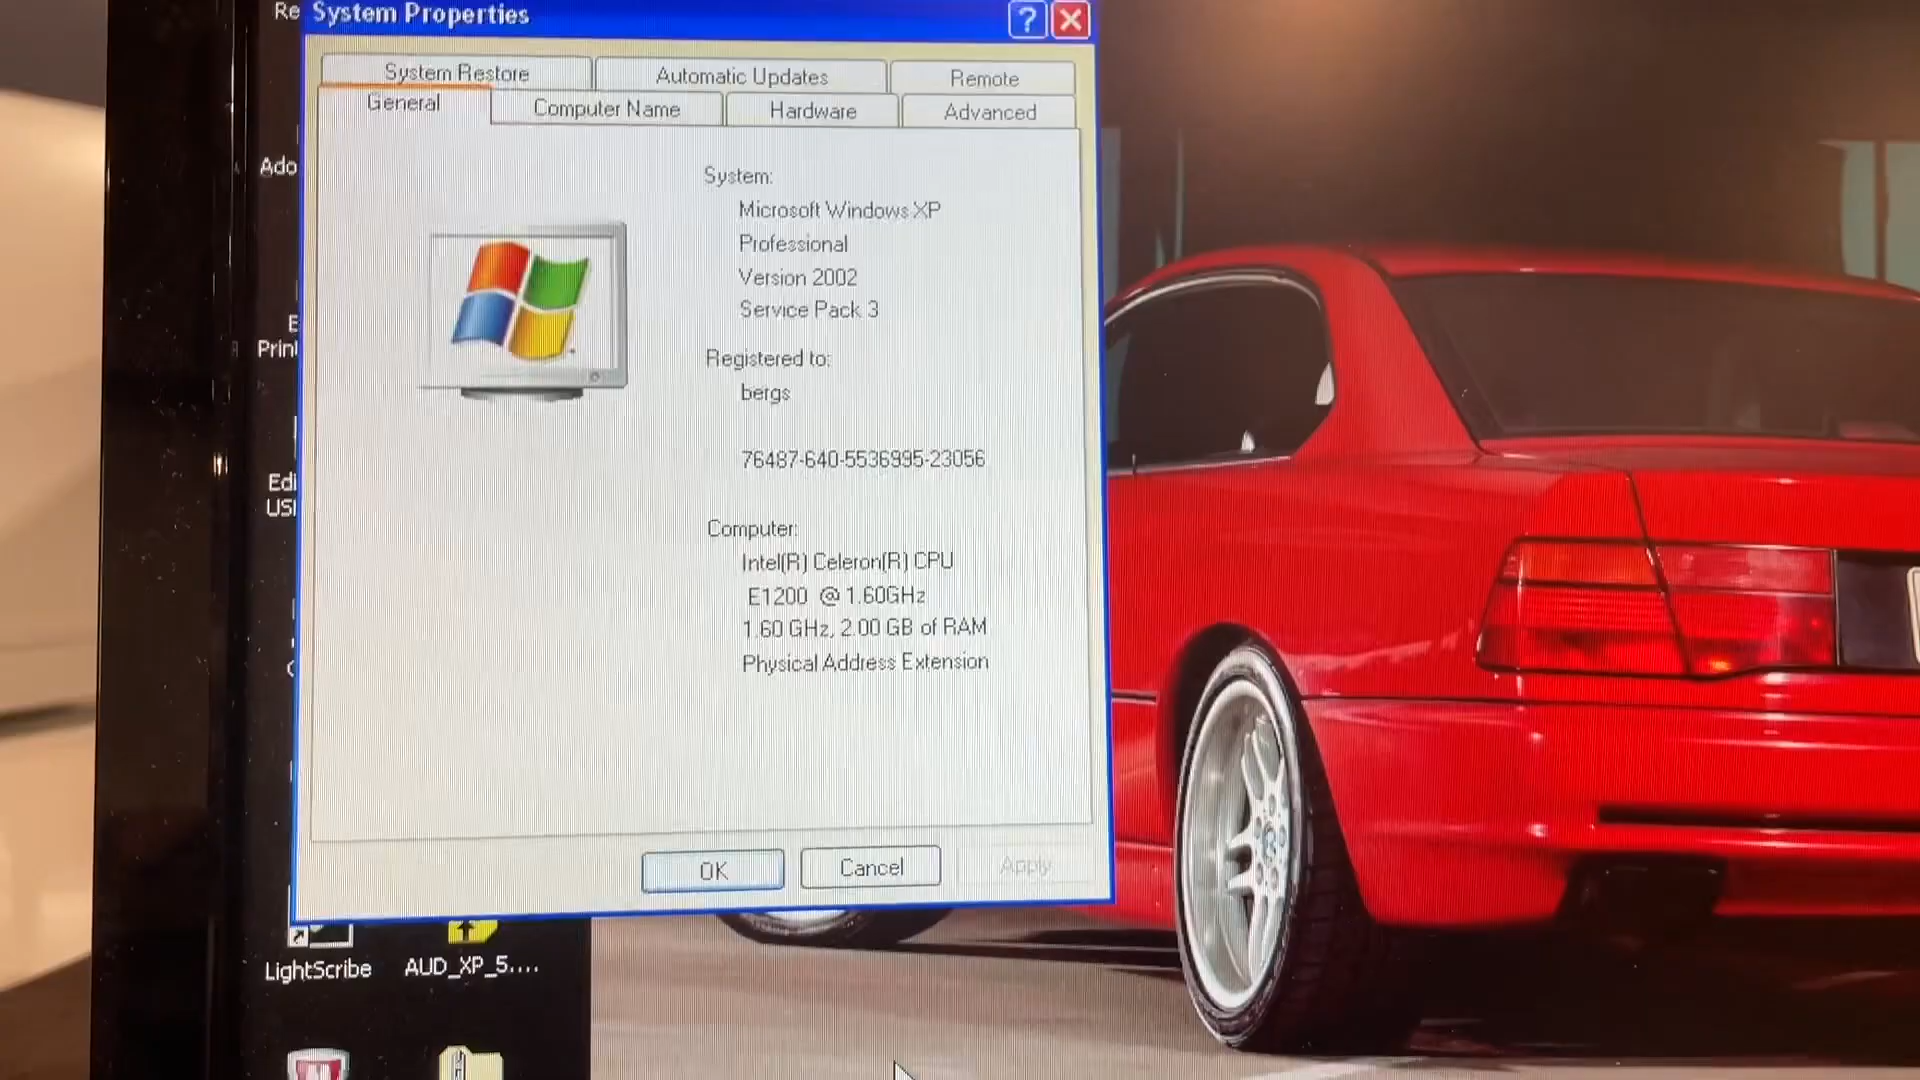 System Properties
System Restore
Automatic Updates
Remote
General
Computer Name
Hardware
Advanced
System:
Microsoft Windows XP
Professional
Version 2002
Service Pack 3
Registered to:
bergs
76487-640-5536995-23056
Computer:
Intel(R) Celeron(R) CPU
E1200 @ 1.60GHz
1.60 GHz, 2.00 GB of RAM
Physical Address Extension
OK
Cancel
Apply
Re
Ado
Print
Edi
USI
LightScribe
AUD_XP_5....